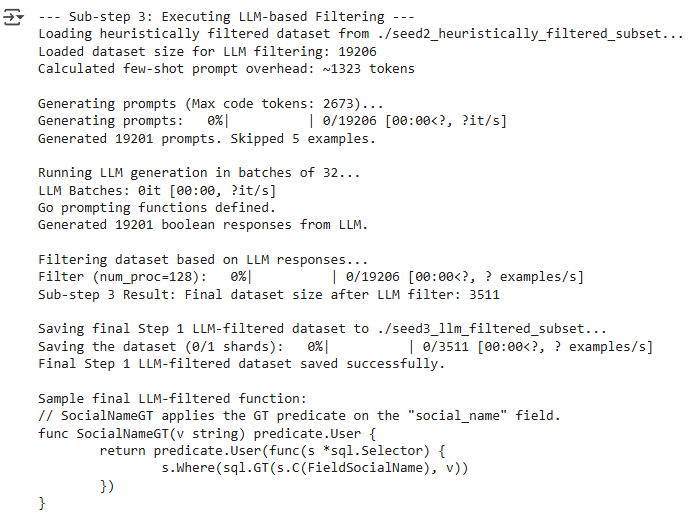 --- Sub-step 3: Executing LLM-based Filtering ---
Loading heuristically filtered dataset from ./seed2_heuristically_filtered_subset...
Loaded dataset size for LLM filtering: 19206
Calculated few-shot prompt overhead: ~1323 tokens

Generating prompts (Max code tokens: 2673)...
Generating prompts:   0%|          | 0/19206 [00:00<?, ?it/s]
Generated 19201 prompts. Skipped 5 examples.

Running LLM generation in batches of 32...
LLM Batches: 0it [00:00, ?it/s]
Go prompting functions defined.
Generated 19201 boolean responses from LLM.

Filtering dataset based on LLM responses...
Filter (num_proc=128):   0%|          | 0/19206 [00:00<?, ? examples/s]
Sub-step 3 Result: Final dataset size after LLM filter: 3511

Saving final Step 1 LLM-filtered dataset to ./seed3_llm_filtered_subset...
Saving the dataset (0/1 shards):   0%|          | 0/3511 [00:00<?, ? examples/s]
Final Step 1 LLM-filtered dataset saved successfully.

Sample final LLM-filtered function:
// SocialNameGT applies the GT predicate on the "social_name" field.
func SocialNameGT(v string) predicate.User {
        return predicate.User(func(s *sql.Selector) {
                s.Where(sql.GT(s.C(FieldSocialName), v))
        })
}